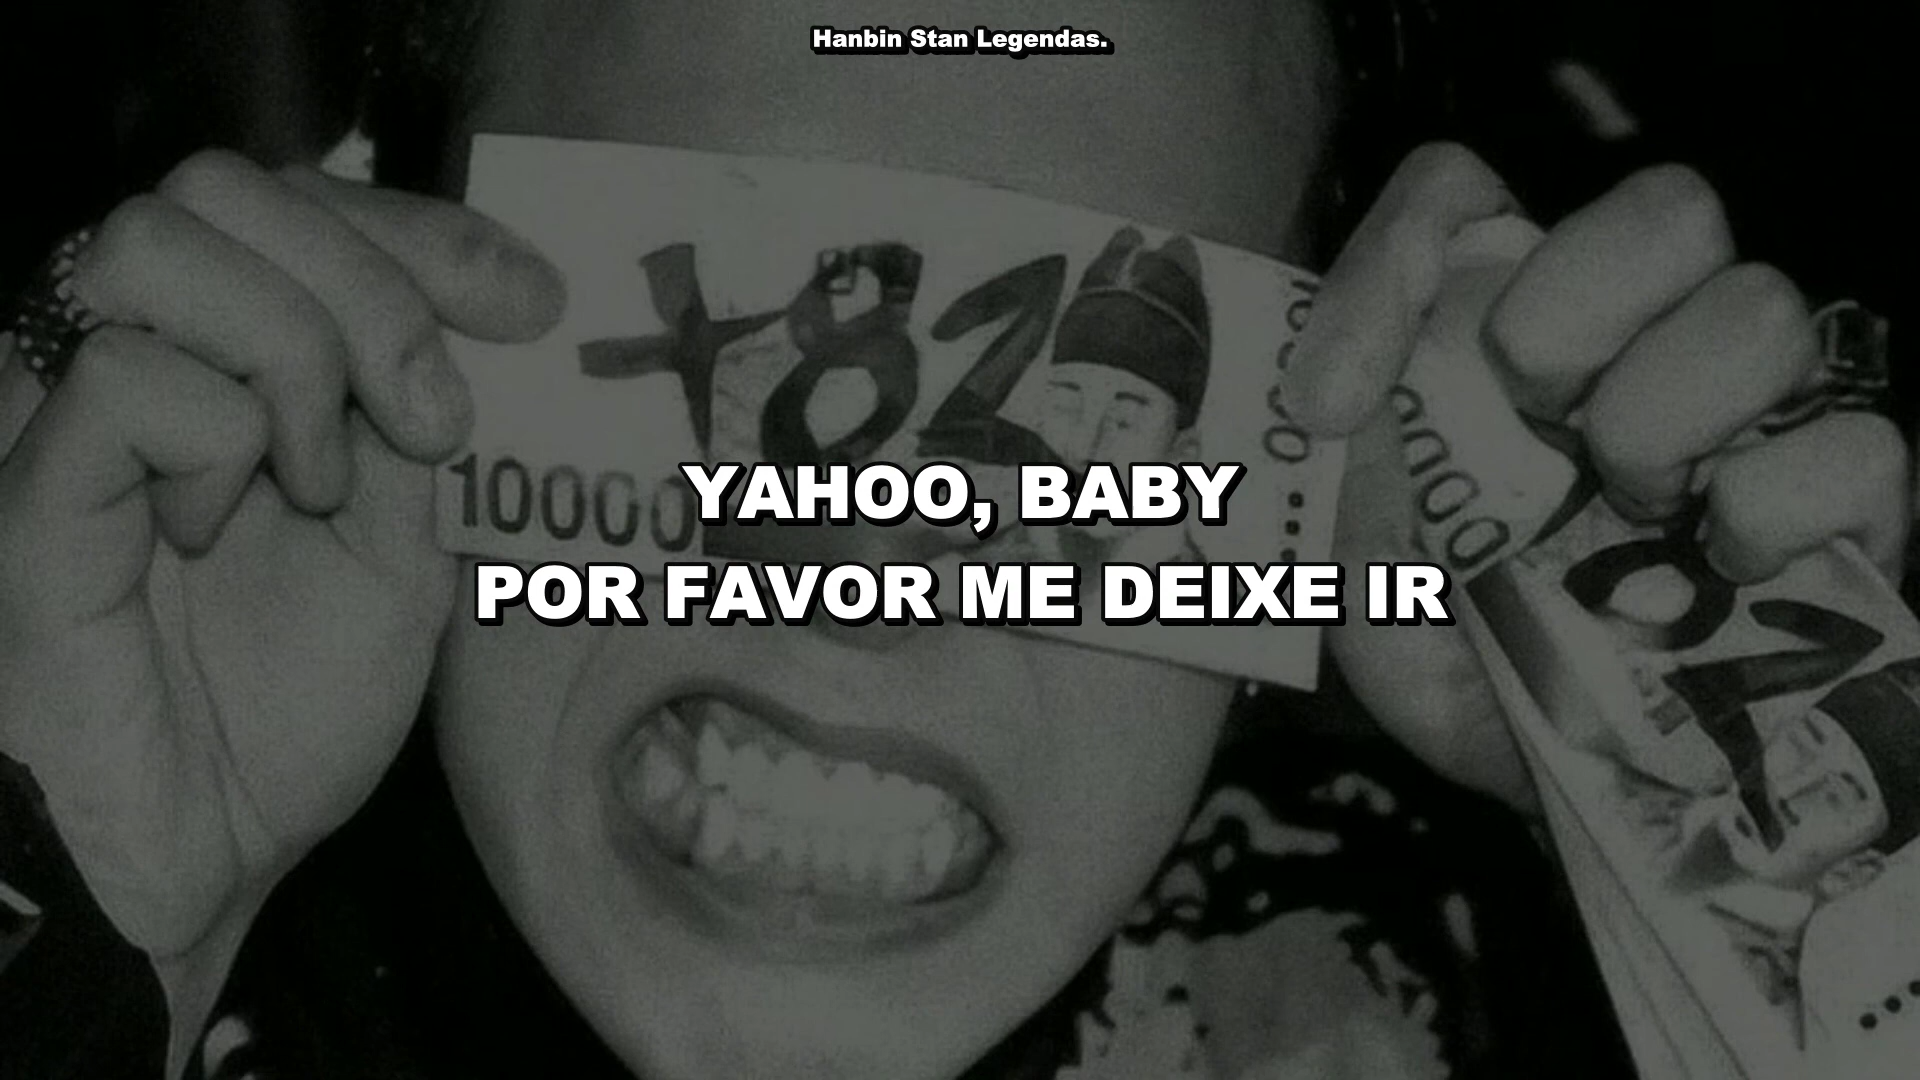 Hanbin Stan Legendas.
+82
10000
YAHOO, BABY
POR FAVOR ME DEIXE IR
82